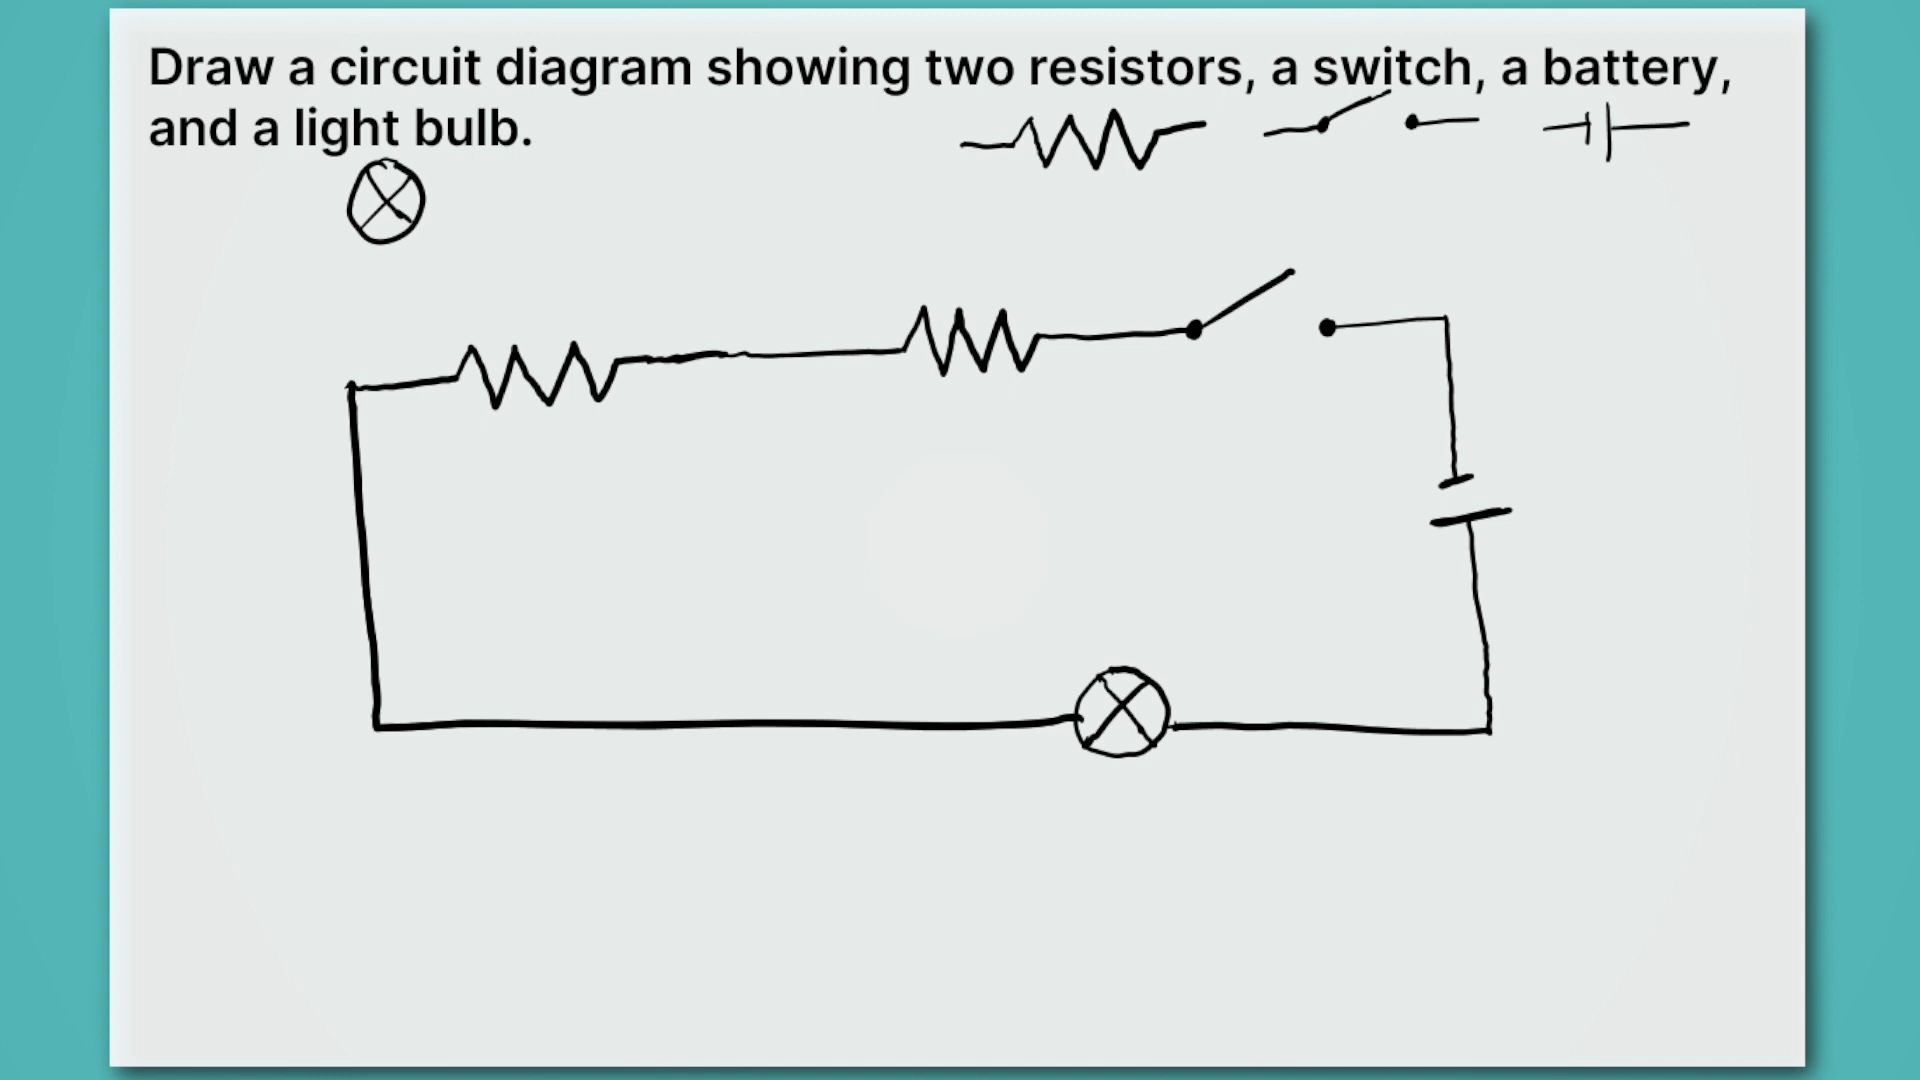 Draw a circuit diagram showing two resistors, a switch, a battery,
and a light bulb.